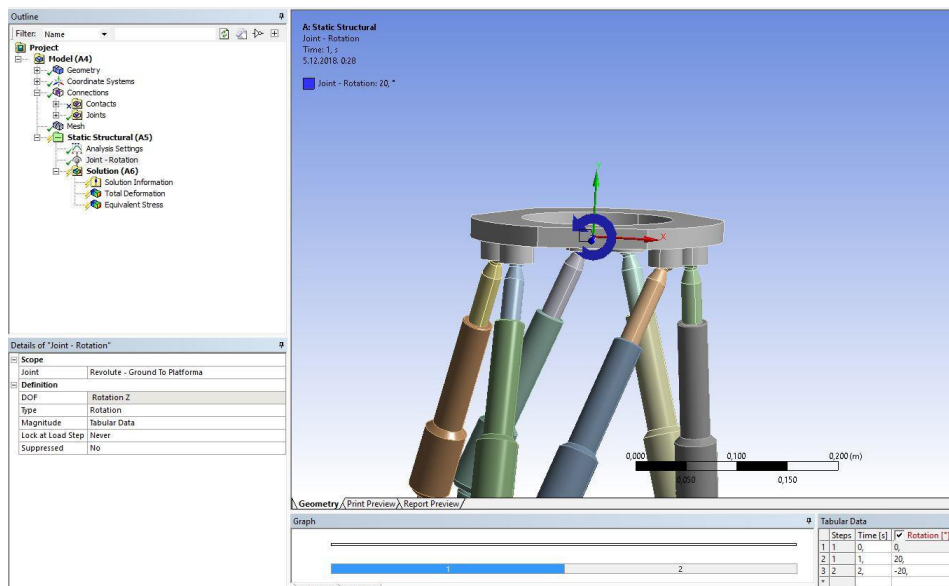 Outline
Filter: Name
Project
Model (A4)
Geometry
Coordinate Systems
Connections
Contacts
Joints
Mesh
Static Structural (A5)
Analysis Settings
Joint - Rotation
Solution (A6)
Solution Information
Total Deformation
Equivalent Stress
Details of "Joint - Rotation"
Scope
Joint Revolute - Ground To Platforma
Definition
DOF Rotation Z
Type Rotation
Magnitude Tabular Data
Lock at Load Step Never
Suppressed No
A: Static Structural
Joint - Rotation
Time: 1, s
5.12.2018. 0:28
Joint - Rotation: 20, °
Y
X
0,000 0,100 0,200 (m)
0,050 0,150
Geometry Print Preview Report Preview
Graph
1 2
Tabular Data
Steps Time [s] Rotation [°]
1 1 0, 0,
2 1 1, 20,
3 2 2, -20,
*